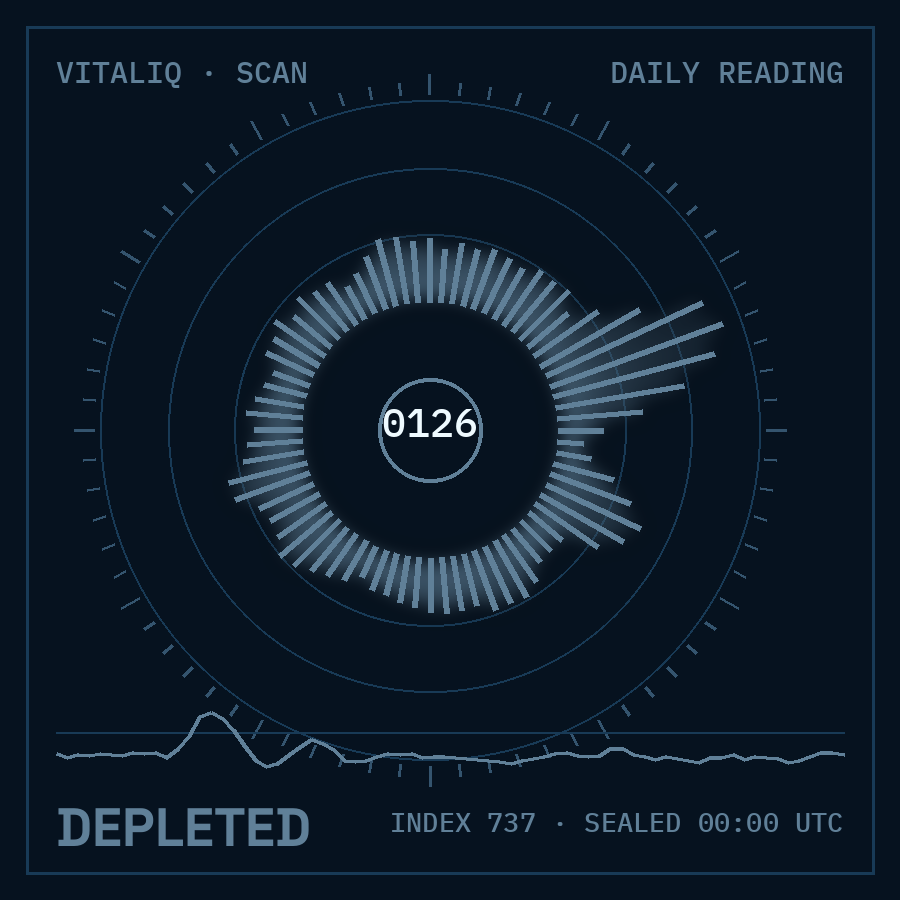 VITALIQ · SCAN
DAILY READING
0126
DEPLETED
INDEX 737 · SEALED 00:00 UTC